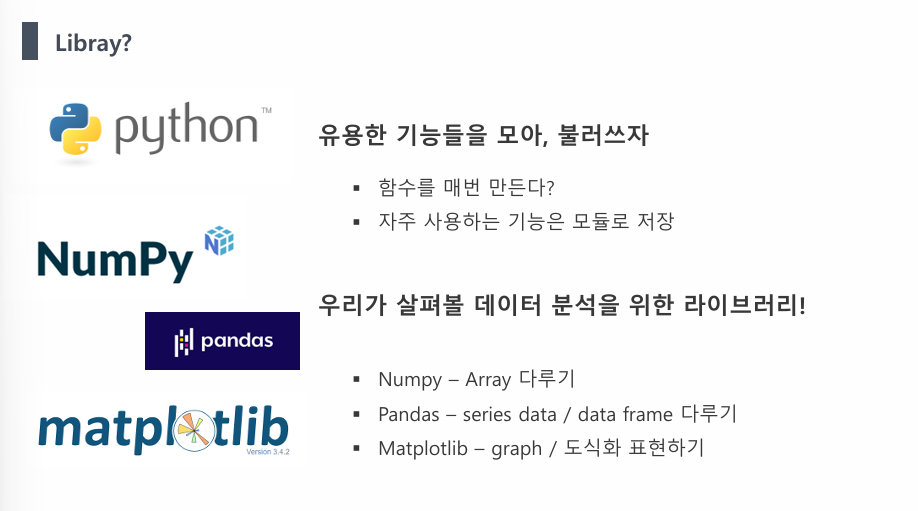 Libray?
python™
유용한 기능들을 모아, 불러쓰자
▪ 함수를 매번 만든다?
▪ 자주 사용하는 기능은 모듈로 저장
NumPy
우리가 살펴볼 데이터 분석을 위한 라이브러리!
pandas
▪ Numpy – Array 다루기
▪ Pandas – series data / data frame 다루기
▪ Matplotlib – graph / 도식화 표현하기
matplotlib
Version 3.4.2